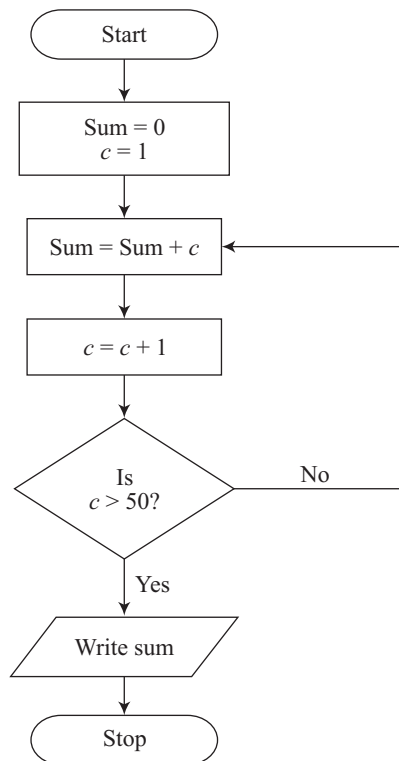 Start
Sum = 0
c = 1
Sum = Sum + c
c = c + 1
Is
c > 50?
No
Yes
Write sum
Stop